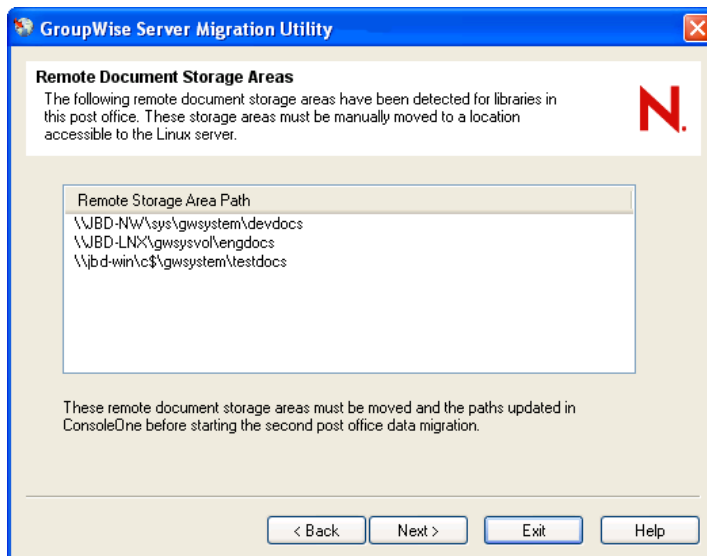 GroupWise Server Migration Utility
Remote Document Storage Areas
The following remote document storage areas have been detected for libraries in
this post office. These storage areas must be manually moved to a location
accessible to the Linux server.
N.
Remote Storage Area Path
\\JBD-NW\sys\gwsystem\devdocs
\\JBD-LNX\gwsysvol\engdocs
\\jbd-win\c$\gwsystem\testdocs
These remote document storage areas must be moved and the paths updated in
ConsoleOne before starting the second post office data migration.
< Back Next > Exit Help